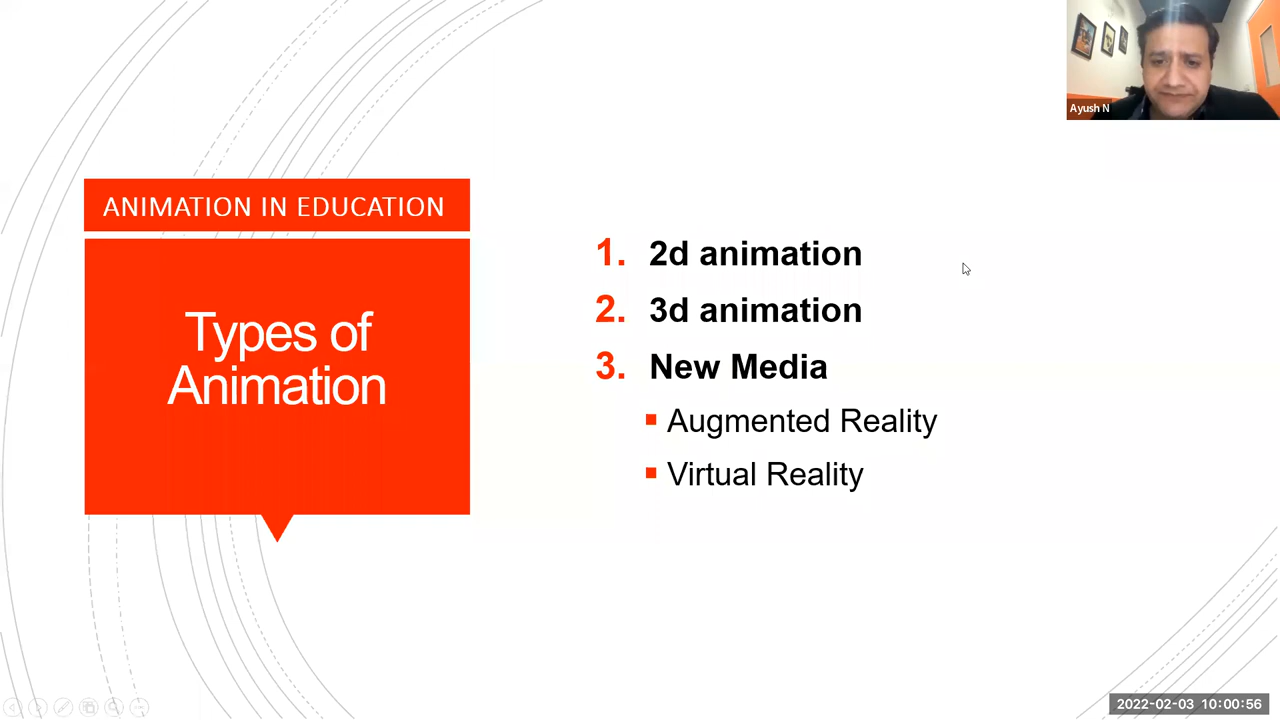 Ayush N
ANIMATION IN EDUCATION
Types of
Animation
1. 2d animation
2. 3d animation
3. New Media
Augmented Reality
Virtual Reality
2022-02-03 10:00:56